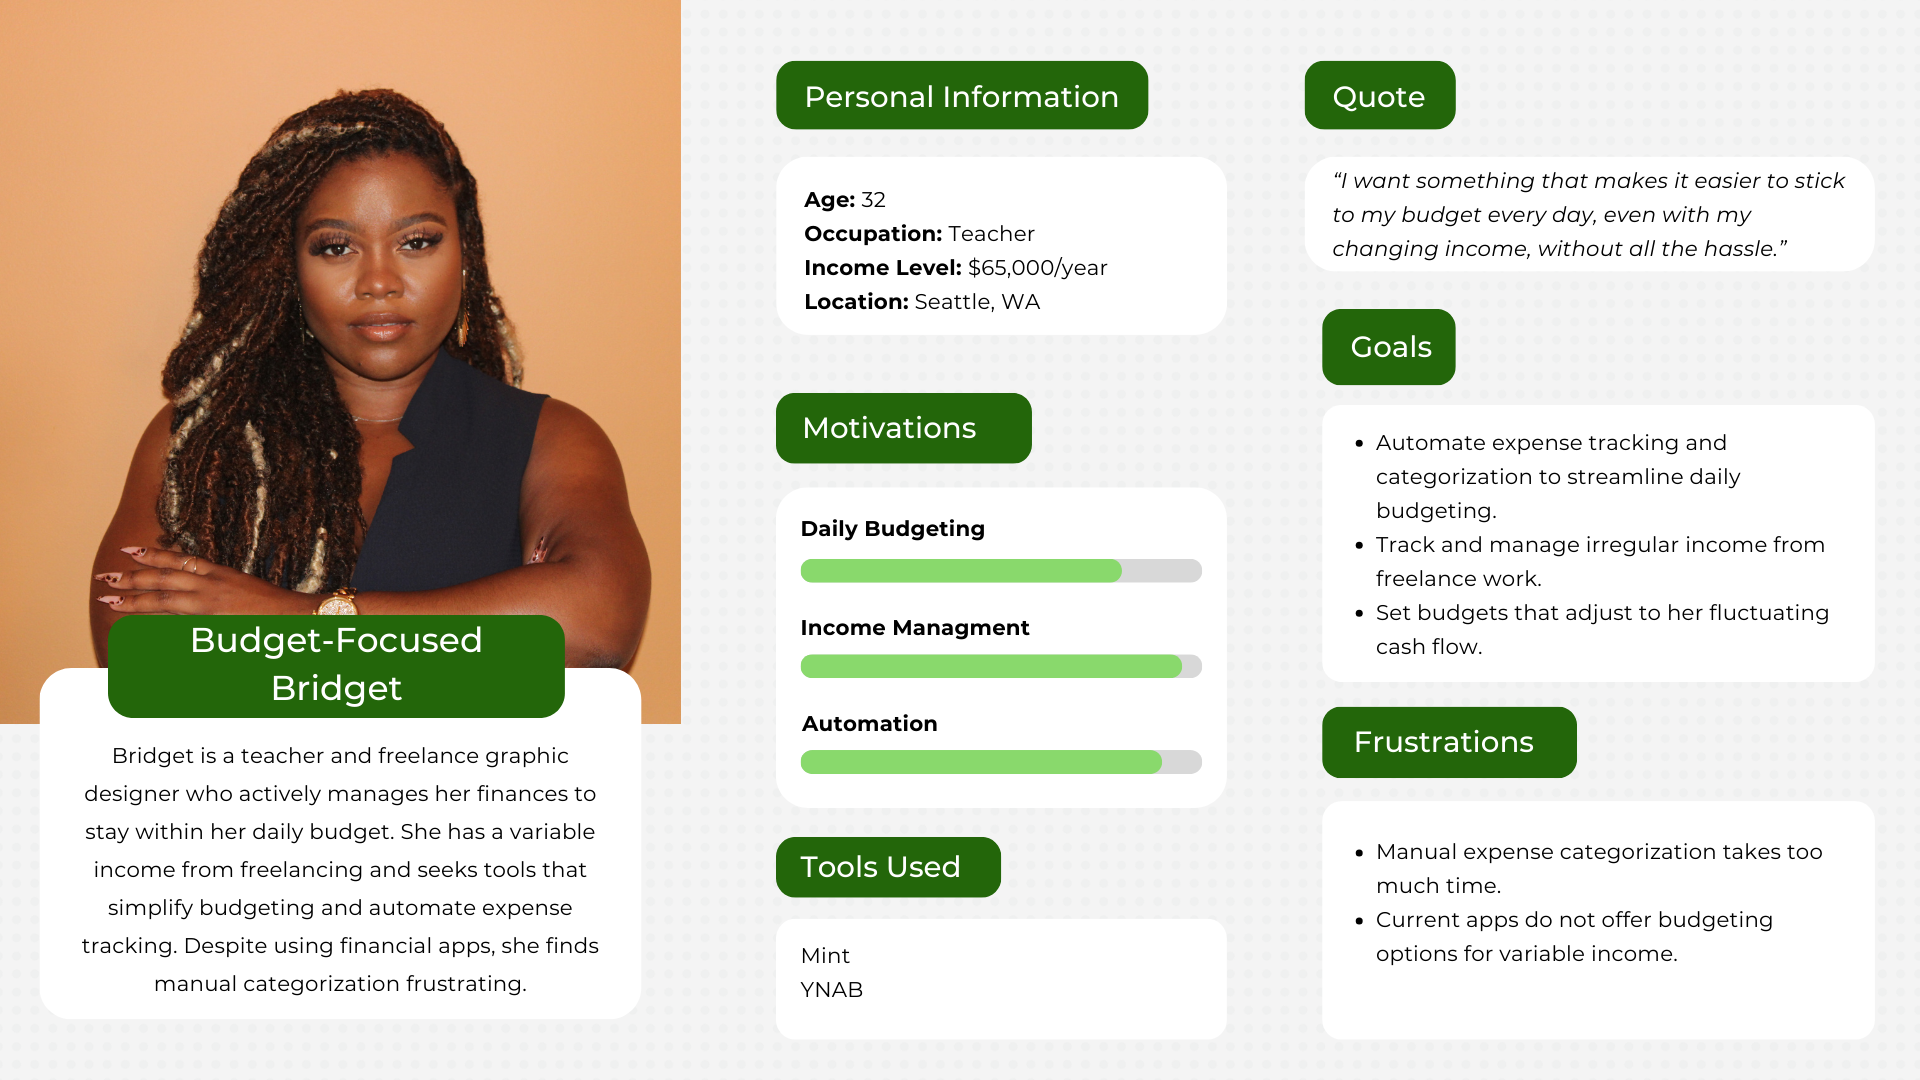 Budget-Focused
Bridget
Bridget is a teacher and freelance graphic
designer who actively manages her finances to
stay within her daily budget. She has a variable
income from freelancing and seeks tools that
simplify budgeting and automate expense
tracking. Despite using financial apps, she finds
manual categorization frustrating.
Personal Information
Age: 32
Occupation: Teacher
Income Level: $65,000/year
Location: Seattle, WA
Motivations
Daily Budgeting
Income Managment
Automation
Tools Used
Mint
YNAB
Quote
“I want something that makes it easier to stick
to my budget every day, even with my
changing income, without all the hassle.”
Goals
• Automate expense tracking and
categorization to streamline daily
budgeting.
• Track and manage irregular income from
freelance work.
• Set budgets that adjust to her fluctuating
cash flow.
Frustrations
• Manual expense categorization takes too
much time.
• Current apps do not offer budgeting
options for variable income.